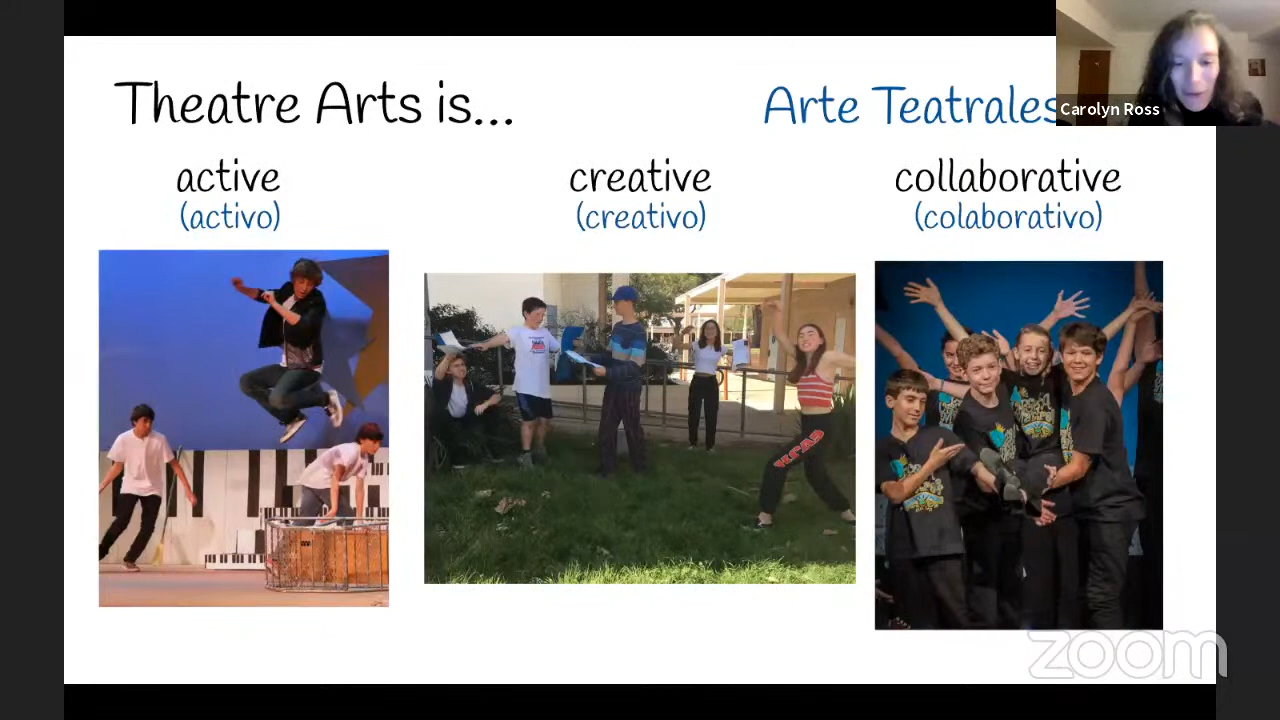 Theatre Arts is...
Arte Teatrales
Carolyn Ross
active
(activo)
creative
(creativo)
collaborative
(colaborativo)
zoom